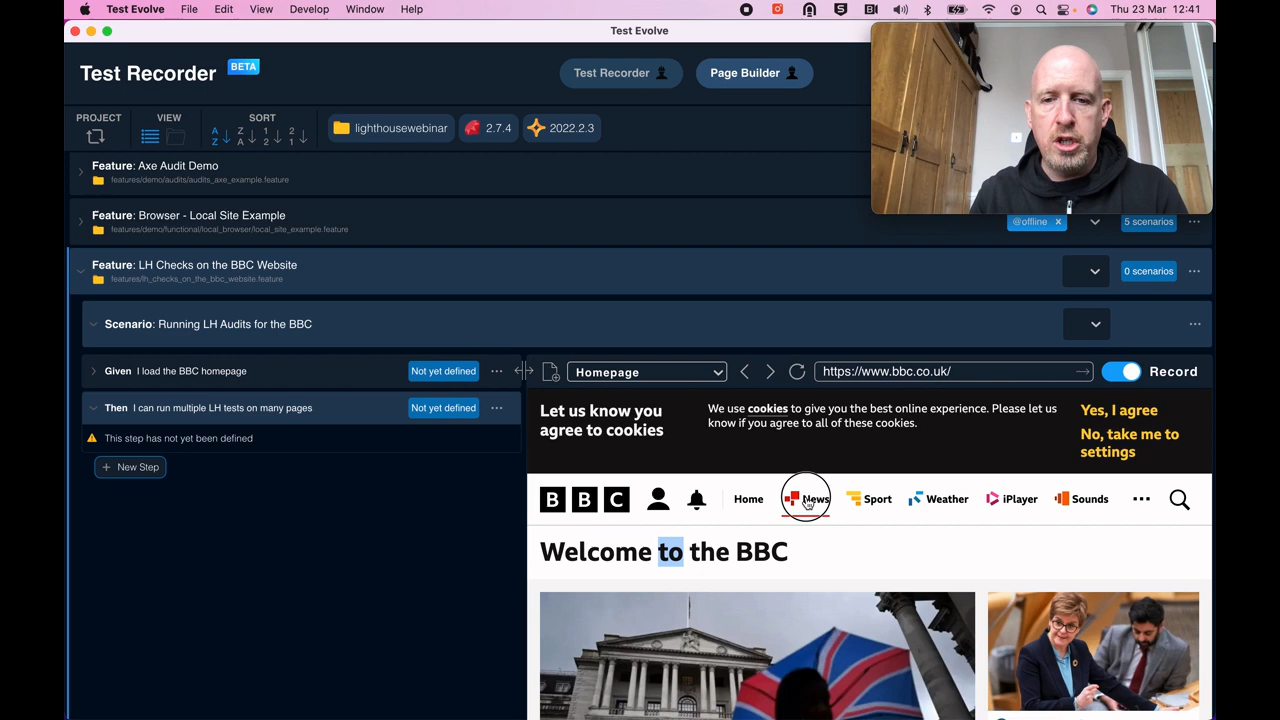 Test Evolve File Edit View Develop Window Help Thu 23 Mar 12:41
Test Evolve
Test Recorder BETA
Test Recorder Page Builder
PROJECT VIEW SORT
lighthousewebinar 2.7.4 2022.2.3
Feature: Axe Audit Demo
features/demo/audits/audits_axe_example.feature
Feature: Browser - Local Site Example
features/demo/functional/local_browser/local_site_example.feature
@offline x 5 scenarios
Feature: LH Checks on the BBC Website
features/lh_checks_on_the_bbc_website.feature
0 scenarios
Scenario: Running LH Audits for the BBC
Given I load the BBC homepage Not yet defined
Then I can run multiple LH tests on many pages Not yet defined
This step has not yet been defined
+ New Step
Homepage https://www.bbc.co.uk/ Record
Let us know you
agree to cookies
We use cookies to give you the best online experience. Please let us
know if you agree to all of these cookies.
Yes, I agree
No, take me to
settings
BBC Home News Sport Weather iPlayer Sounds
Welcome to the BBC